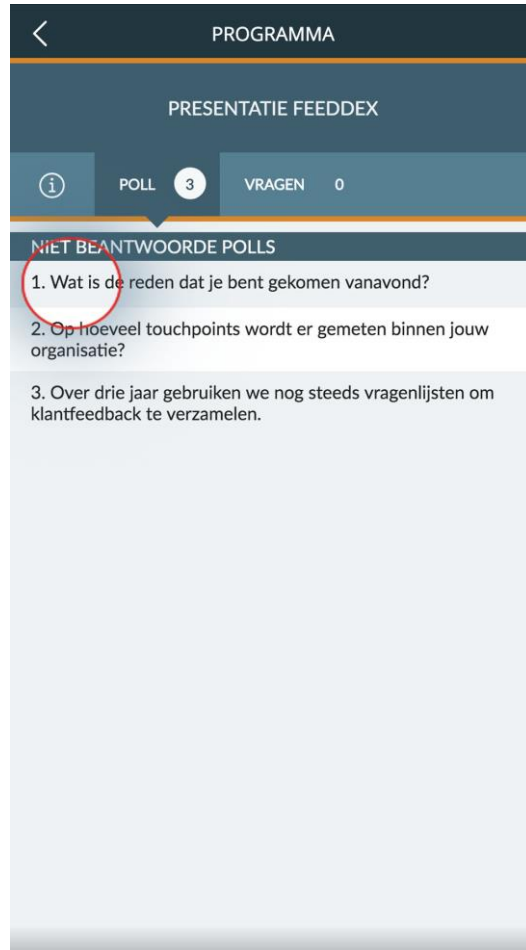 PROGRAMMA
PRESENTATIE FEEDDEX
i POLL 3 VRAGEN 0
NIET BEANTWOORDE POLLS
1. Wat is de reden dat je bent gekomen vanavond?
2. Op hoeveel touchpoints wordt er gemeten binnen jouw
organisatie?
3. Over drie jaar gebruiken we nog steeds vragenlijsten om
klantfeedback te verzamelen.